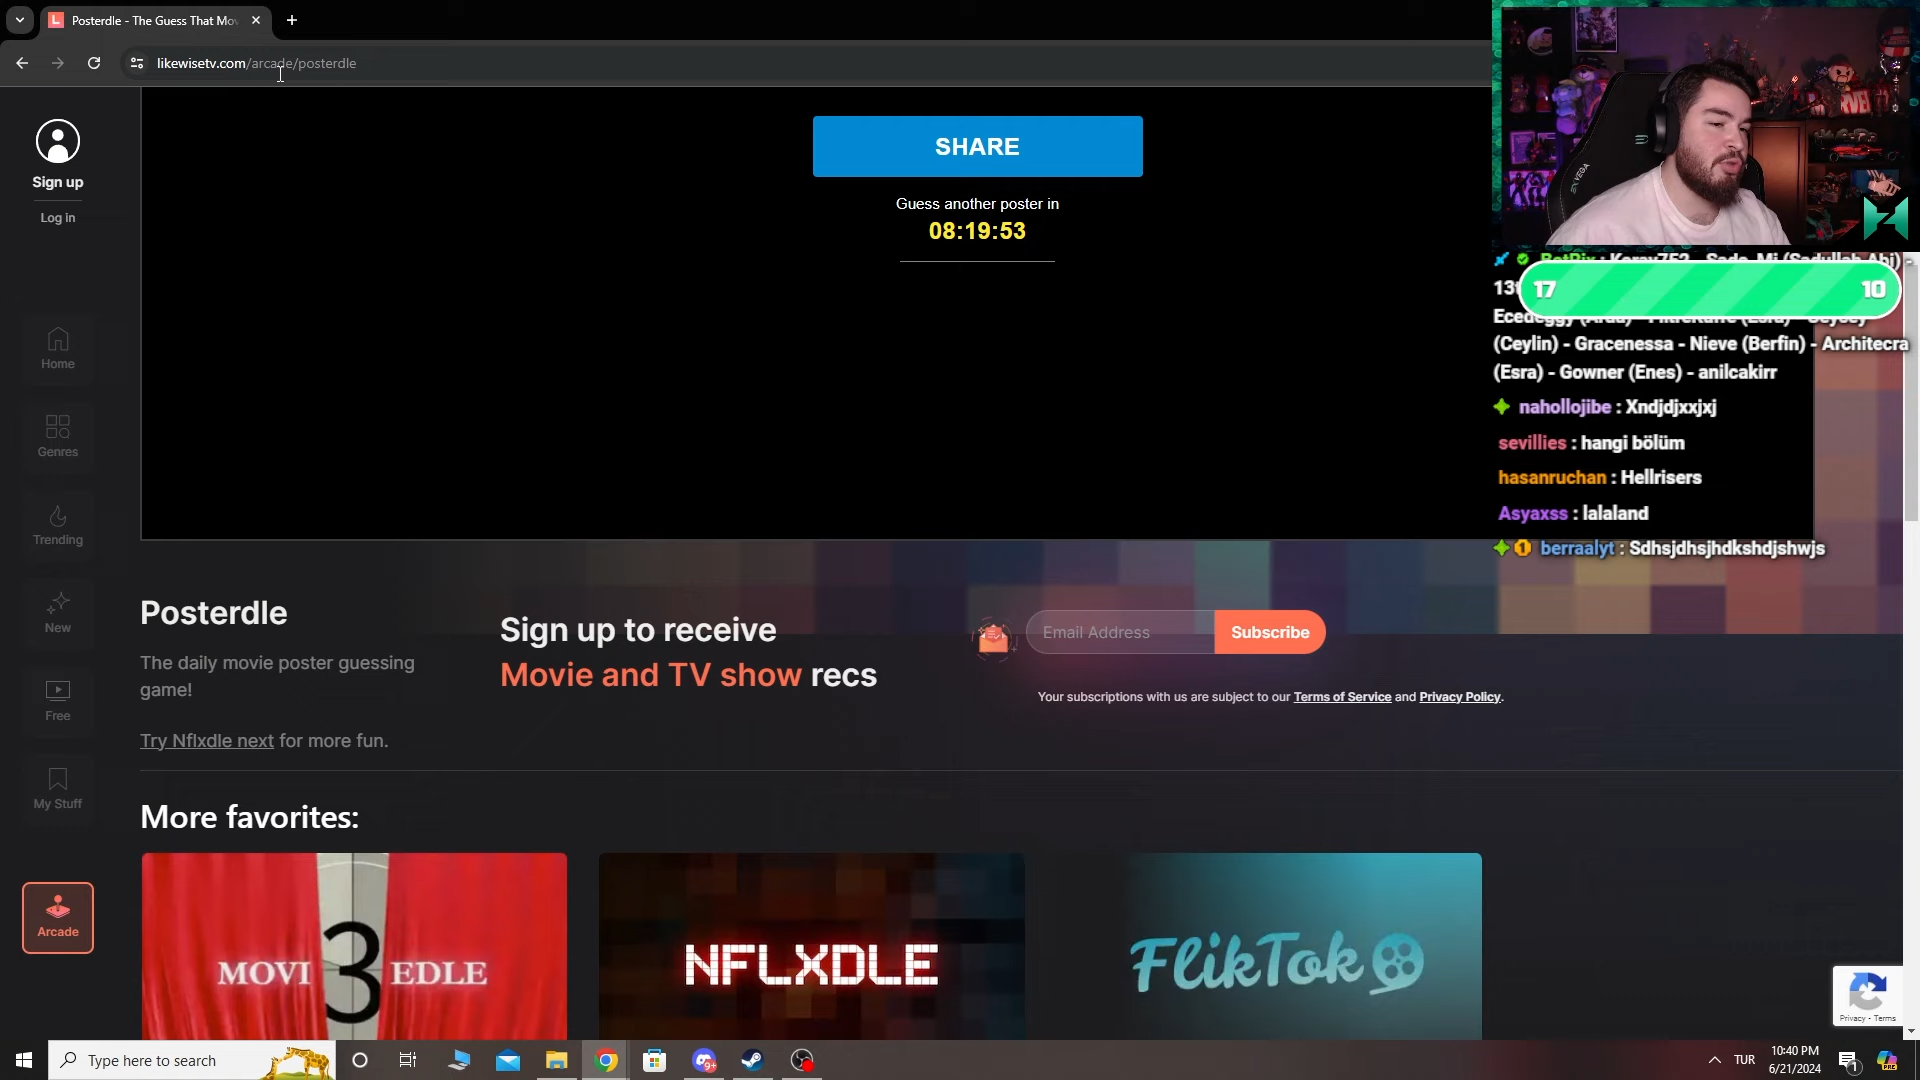 Posterdle - The Guess That Mov
likewisetv.com/arcade/posterdle
Sign up
Log in
Home
Genres
Trending
New
Free
My Stuff
Arcade
SHARE
Guess another poster in
08:19:53
17 10
(Ceylin) - Gracenessa - Nieve (Berfin) - Architecra
(Esra) - Gowner (Enes) - anilcakirr
nahollojibe : Xndjdjxxjxj
sevillies : hangi bölüm
hasanruchan : Hellrisers
Asyaxss : lalaland
berraalyt : Sdhsjdhsjhdkshdjshwjs
Posterdle
The daily movie poster guessing
game!
Try Nflxdle next for more fun.
Sign up to receive
Movie and TV show recs
Email Address
Subscribe
Your subscriptions with us are subject to our Terms of Service and Privacy Policy.
More favorites:
MOVI3EDLE
NFLXDLE
FlikTok
Privacy - Terms
Type here to search
TUR
10:40 PM
6/21/2024